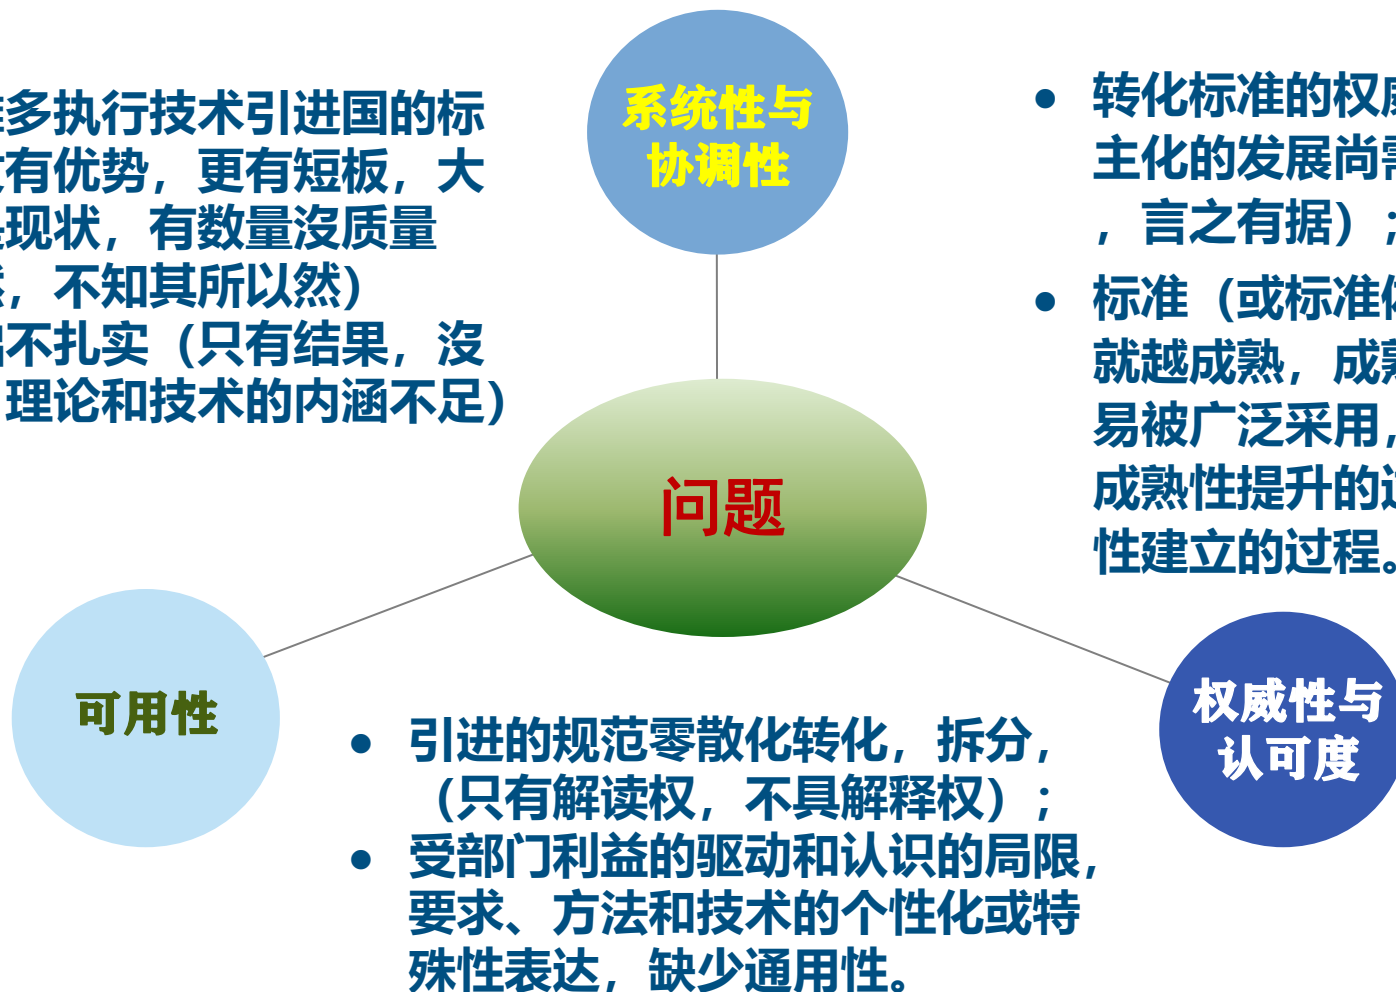 系统性与
协调性
多执行技术引进国的标
有优势，更有短板，大
现状，有数量沒质量
，不知其所以然）
不扎实（只有结果，沒
理论和技术的内涵不足）
● 转化标准的权威
主化的发展尚需
，言之有据）；
● 标准（或标准体
就越成熟，成熟
易被广泛采用，
成熟性提升的过
性建立的过程。
问题
可用性
● 引进的规范零散化转化，拆分，
（只有解读权，不具解释权）；
● 受部门利益的驱动和认识的局限，
要求、方法和技术的个性化或特
殊性表达，缺少通用性。
权威性与
认可度